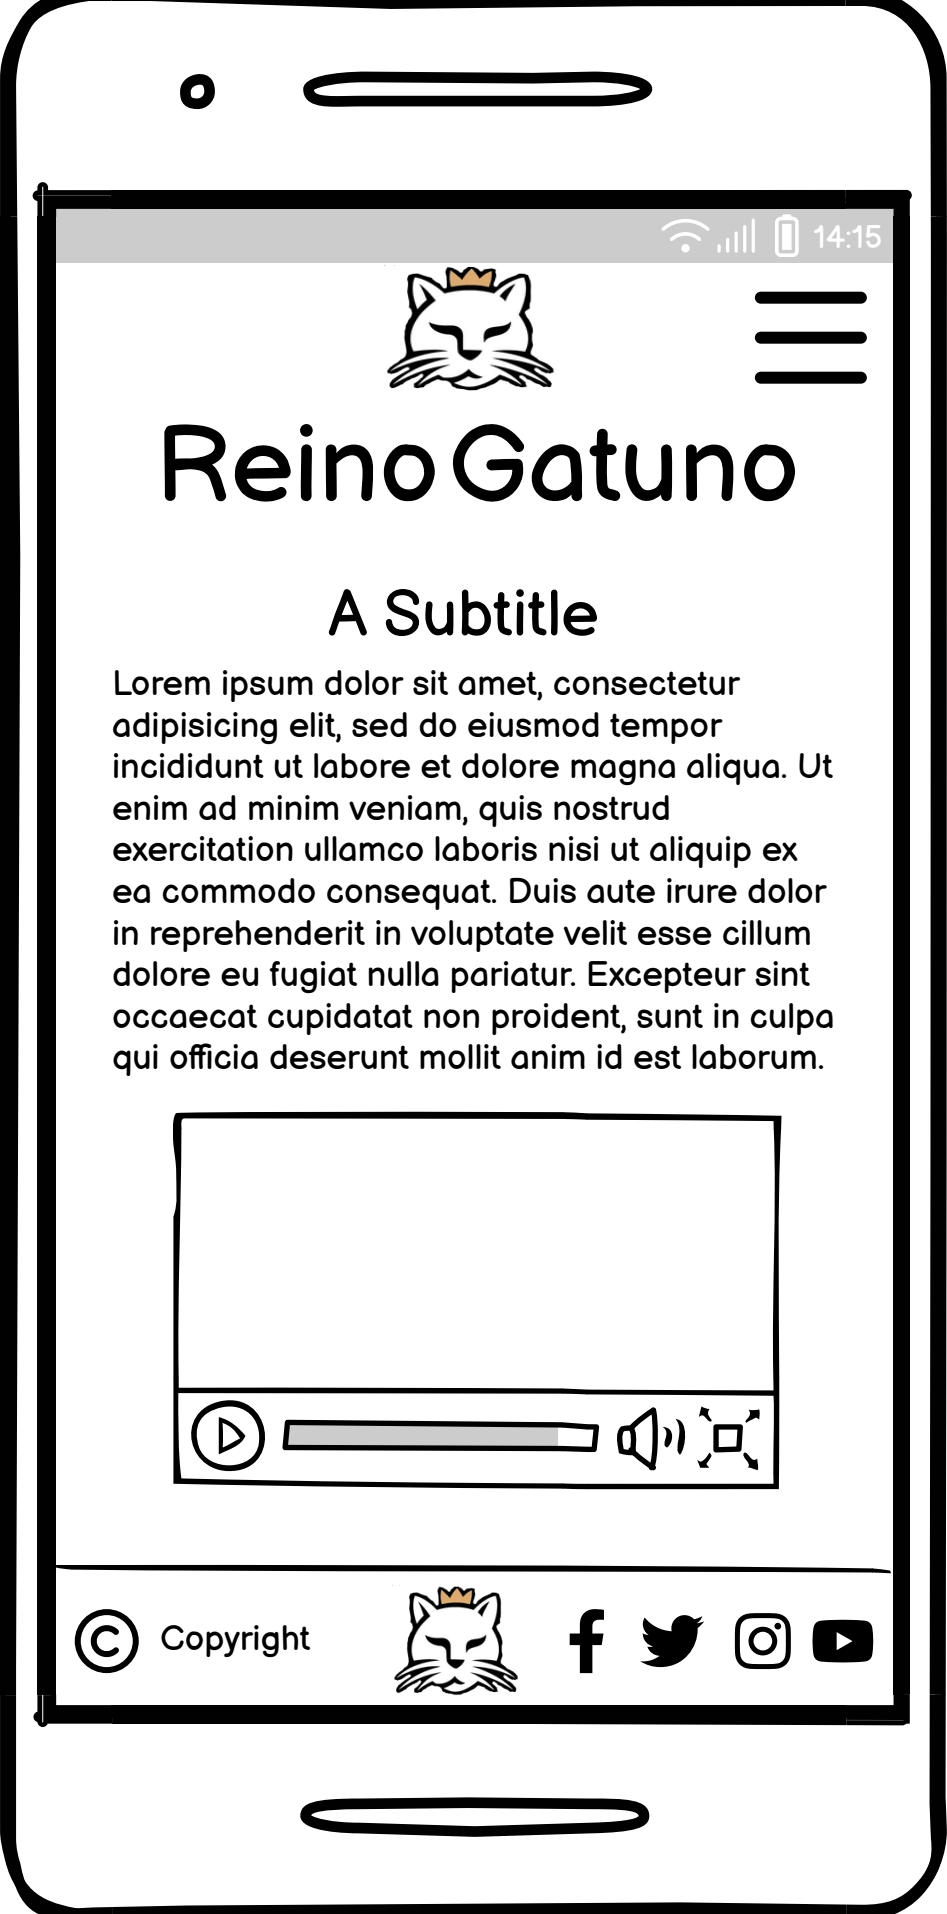 14:15
Reino Gatuno
A Subtitle
Lorem ipsum dolor sit amet, consectetur
adipisicing elit, sed do eiusmod tempor
incididunt ut labore et dolore magna aliqua. Ut
enim ad minim veniam, quis nostrud
exercitation ullamco laboris nisi ut aliquip ex
ea commodo consequat. Duis aute irure dolor
in reprehenderit in voluptate velit esse cillum
dolore eu fugiat nulla pariatur. Excepteur sint
occaecat cupidatat non proident, sunt in culpa
qui officia deserunt mollit anim id est laborum.
© Copyright